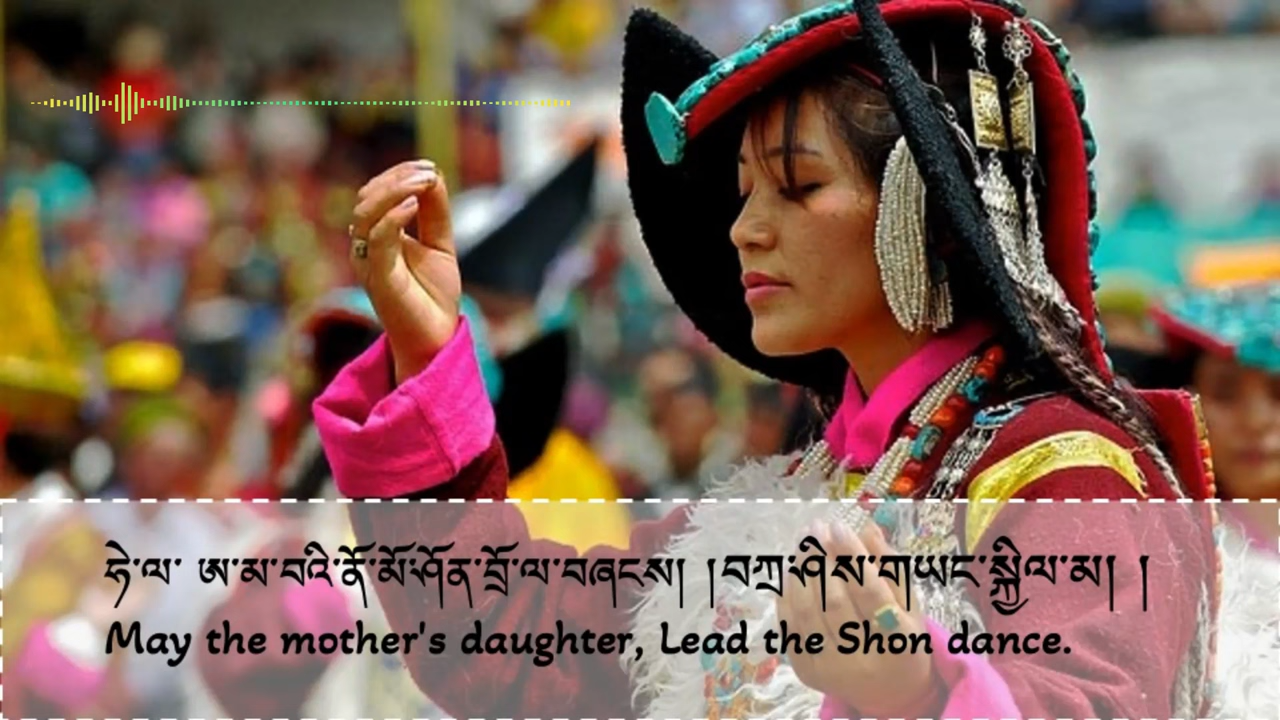 ཧེ་ལ་ ཨ་མ་བའི་ནོ་མོ་ཤོན་བྲོ་ལ་བཞངས། །བཀྲ་ཤིས་གཡང་སྐྱིལ་མ། །
May the mother's daughter, Lead the Shon dance.